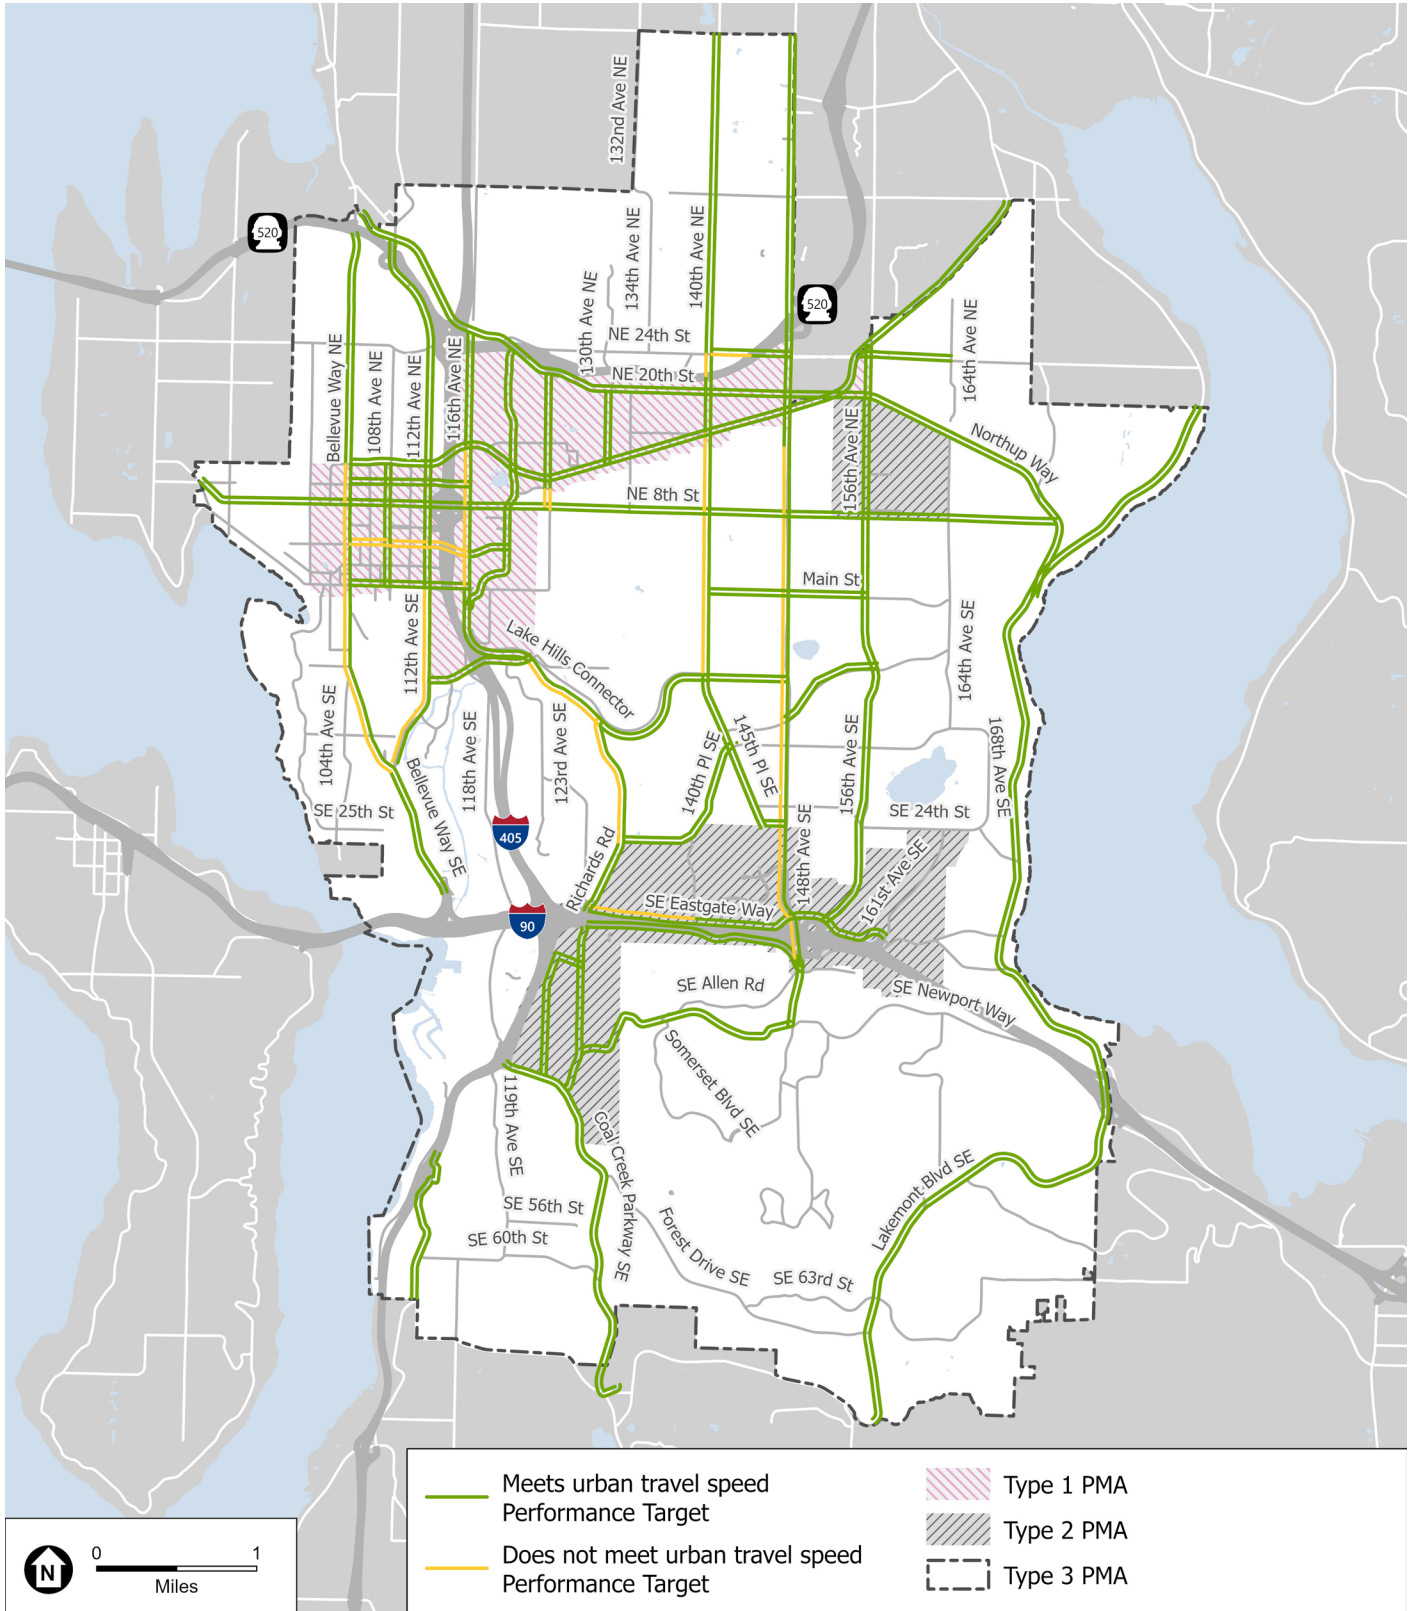 132nd Ave NE
520
134th Ave NE
140th Ave NE
130th Ave NE
520
NE 24th St
164th Ave NE
Bellevue Way NE
108th Ave NE
112th Ave NE
116th Ave NE
NE 20th St
156th Ave NE
Northup Way
NE 8th St
Main St
112th Ave SE
Lake Hills Connector
164th Ave SE
104th Ave SE
118th Ave SE
123rd Ave SE
140th Pl SE
145th Pl SE
156th Ave SE
168th Ave SE
Bellevue Way SE
SE 25th St
SE 24th St
148th Ave SE
405
Richards Rd
161st Ave SE
SE Eastgate Way
90
SE Allen Rd
SE Newport Way
Somerset Blvd SE
119th Ave SE
Coal Creek Parkway SE
Lakemont Blvd SE
SE 56th St
SE 60th St
Forest Drive SE
SE 63rd St
Meets urban travel speed
Performance Target
Does not meet urban travel speed
Performance Target
Type 1 PMA
Type 2 PMA
Type 3 PMA
N
0 1
Miles